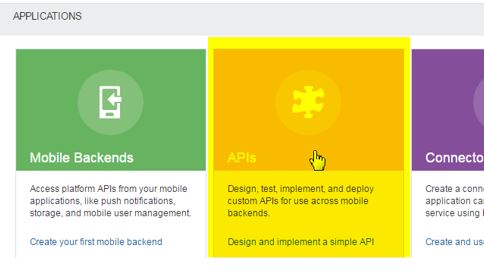 APPLICATIONS
Mobile Backends
Access platform APIs from your mobile
applications, like push notifications,
storage, and mobile user management.
Create your first mobile backend
APIs
Design, test, implement, and deploy
custom APIs for use across mobile
backends.
Design and implement a simple API
Connecto
Create a conn
application ca
service using
Create and us